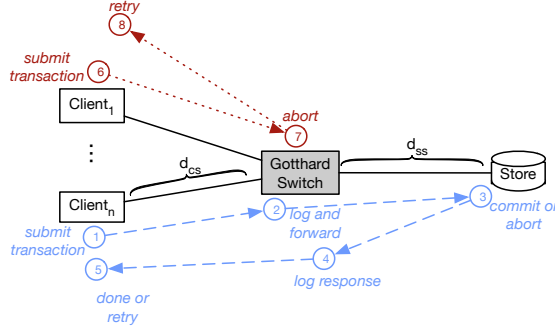 retry
8
submit
transaction
6
Client1
abort
7
dss
⋮
dcs
Gotthard
Switch
Store
Clientn
2
log and
forward
3
commit or
abort
submit
transaction
1
5
4
log response
done or
retry